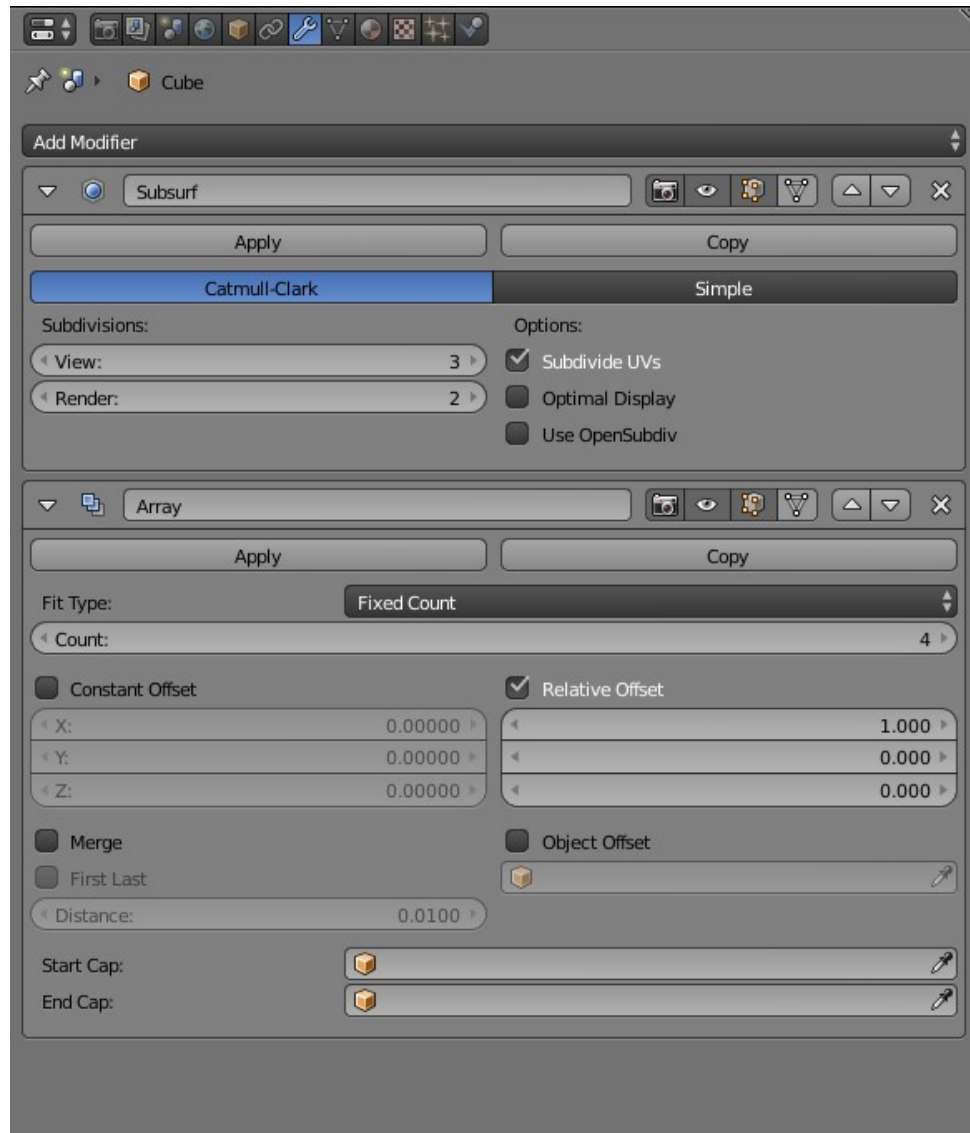 Cube
Add Modifier
Subsurf
Apply Copy
Catmull-Clark Simple
Subdivisions: Options:
View: 3 Subdivide UVs
Render: 2 Optimal Display
Use OpenSubdiv
Array
Apply Copy
Fit Type: Fixed Count
Count: 4
Constant Offset Relative Offset
X: 0.00000 1.000
Y: 0.00000 0.000
Z: 0.00000 0.000
Merge Object Offset
First Last
Distance: 0.0100
Start Cap:
End Cap: